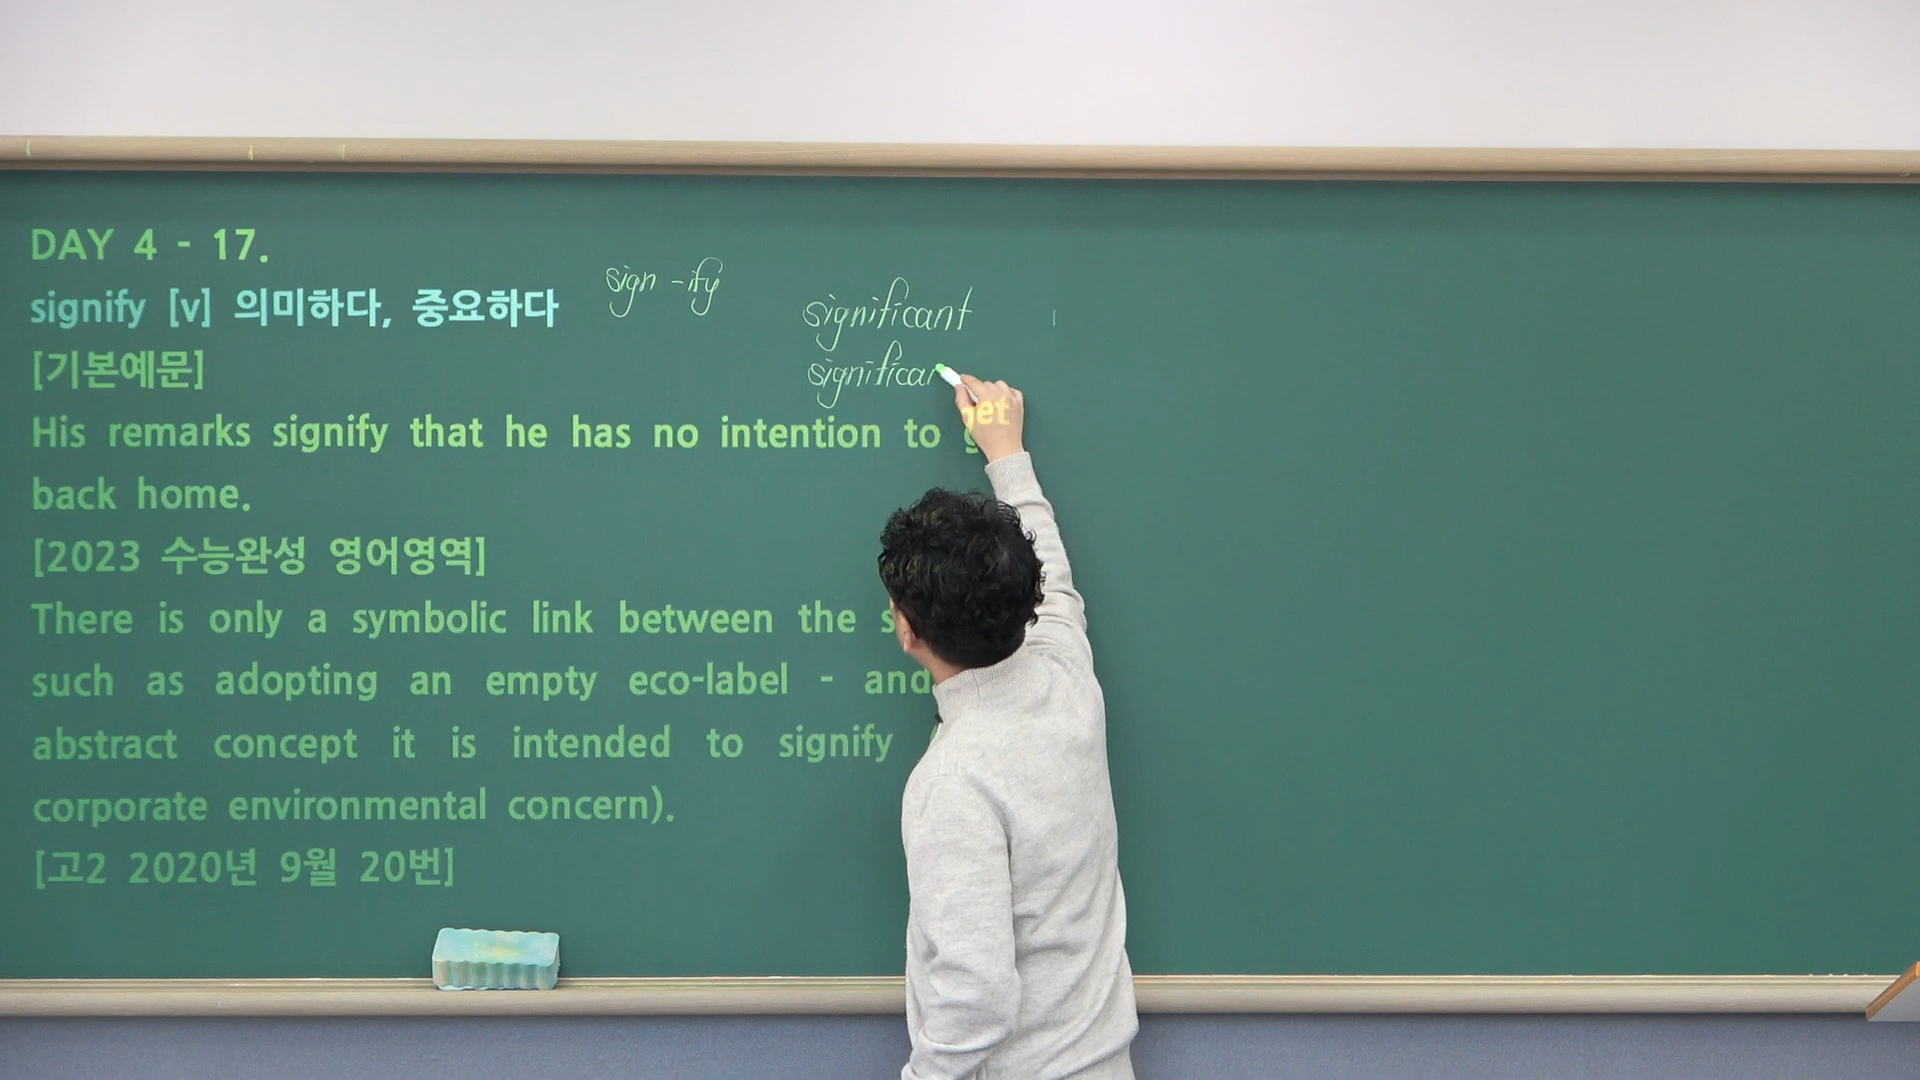 DAY 4 - 17.
signify [v] 의미하다, 중요하다
sign -ify
significant
significan
[기본예문]
His remarks signify that he has no intention to get
back home.
[2023 수능완성 영어영역]
There is only a symbolic link between the
such as adopting an empty eco-label - and
abstract concept it is intended to signify
corporate environmental concern).
[고2 2020년 9월 20번]